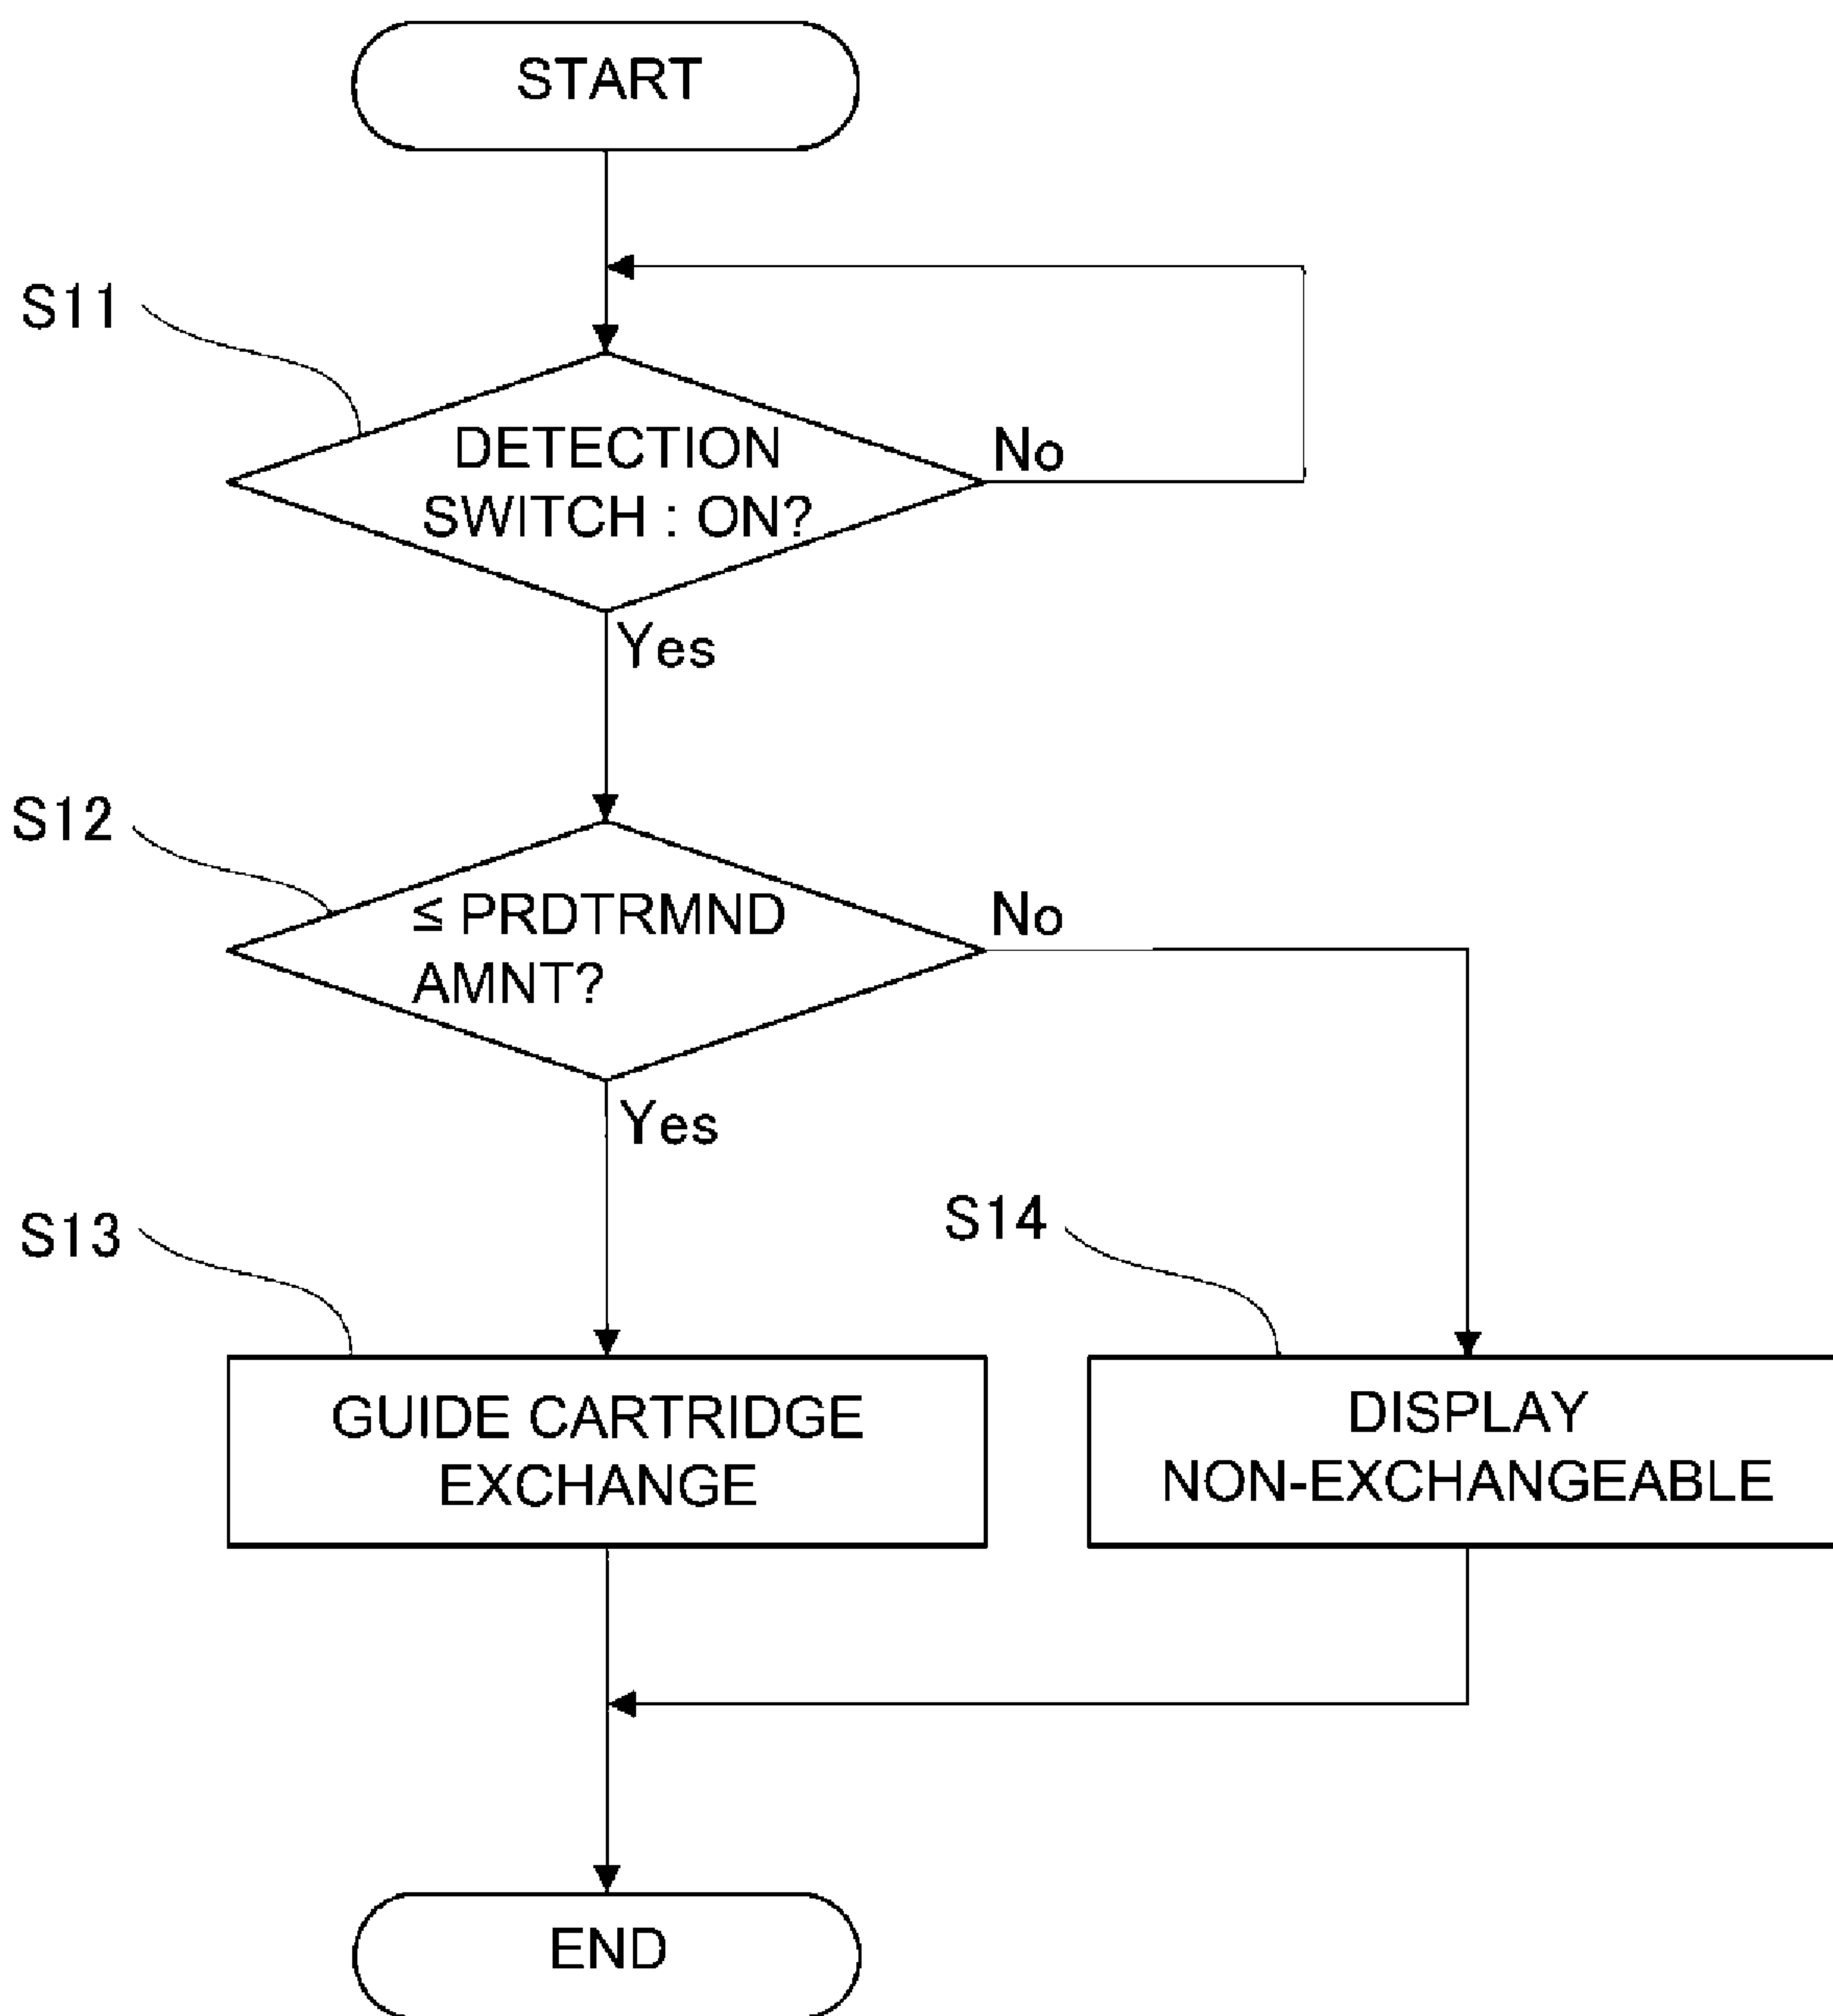 START
S11
DETECTION
SWITCH : ON?
No
Yes
S12
≤ PRDTRMND
AMNT?
No
Yes
S13
S14
GUIDE CARTRIDGE
EXCHANGE
DISPLAY
NON-EXCHANGEABLE
END